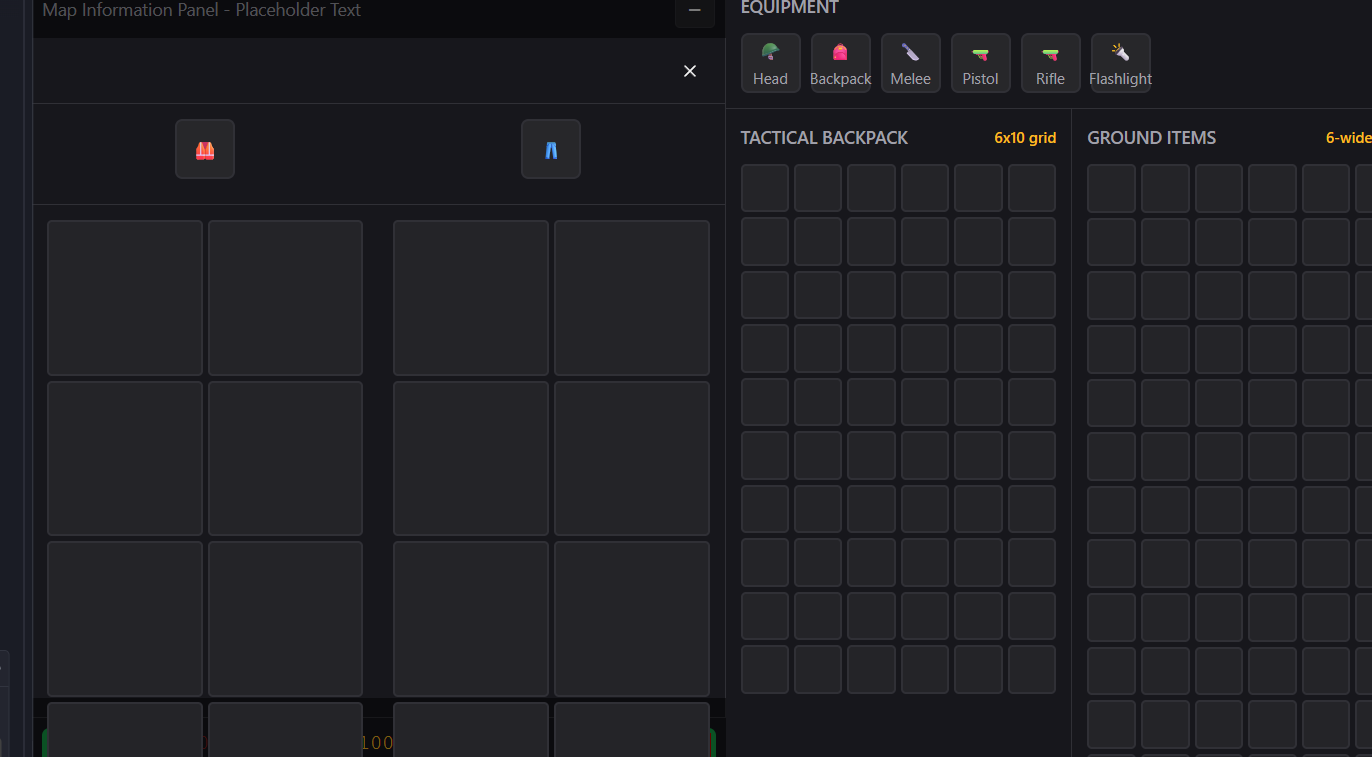 Map Information Panel - Placeholder Text
EQUIPMENT
Head
Backpack
Melee
Pistol
Rifle
Flashlight
TACTICAL BACKPACK
6x10 grid
GROUND ITEMS
6-wide
100